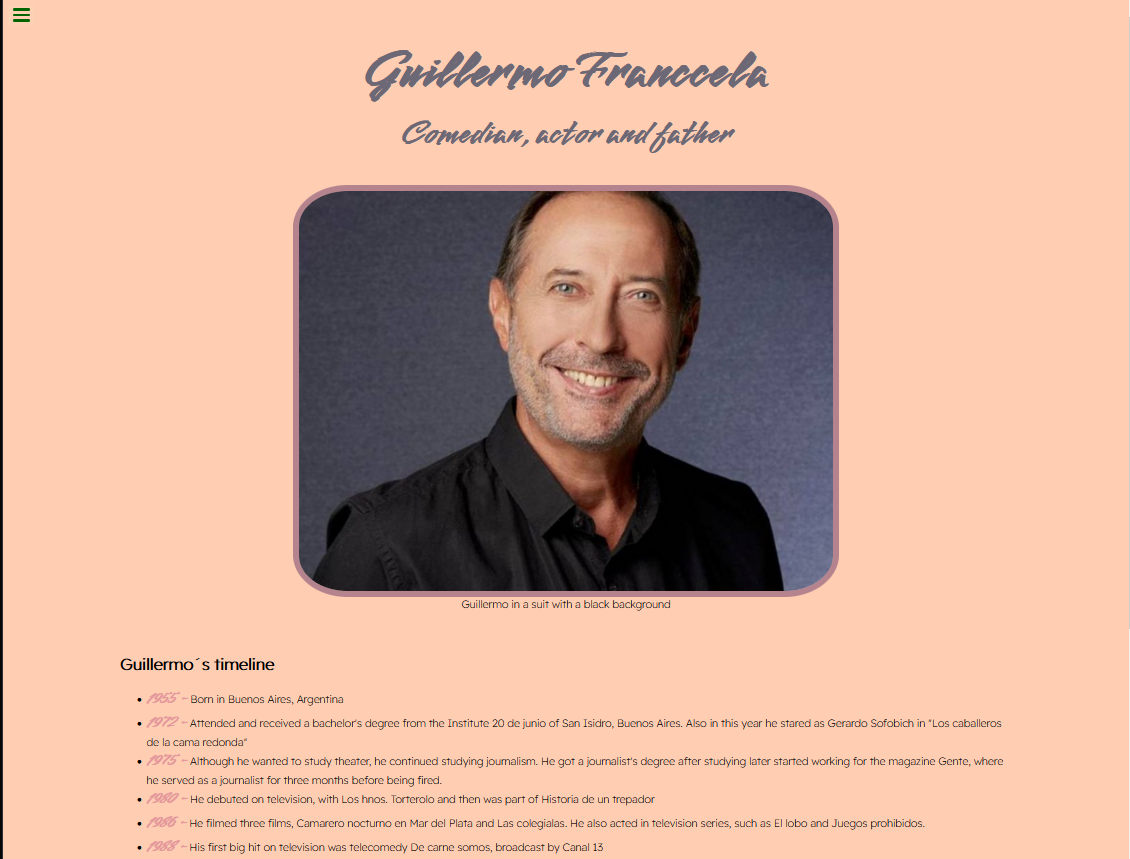 Guillermo Franccela
Comedian, actor and father
Guillermo in a suit with a black background
Guillermo´s timeline
• 1955 - Born in Buenos Aires, Argentina
• 1972 - Attended and received a bachelor's degree from the Institute 20 de junio of San Isidro, Buenos Aires. Also in this year he stared as Gerardo Sofobich in "Los caballeros
de la cama redonda"
• 1975 - Although he wanted to study theater, he continued studying journalism. He got a journalist's degree after studying later started working for the magazine Gente, where
he served as a journalist for three months before being fired.
• 1980 - He debuted on television, with Los hnos. Torterolo and then was part of Historia de un trepador
• 1986 - He filmed three films, Camarero nocturno en Mar del Plata and Las colegialas. He also acted in television series, such as El lobo and Juegos prohibidos.
• 1988 - His first big hit on television was telecomedy De carne somos, broadcast by Canal 13